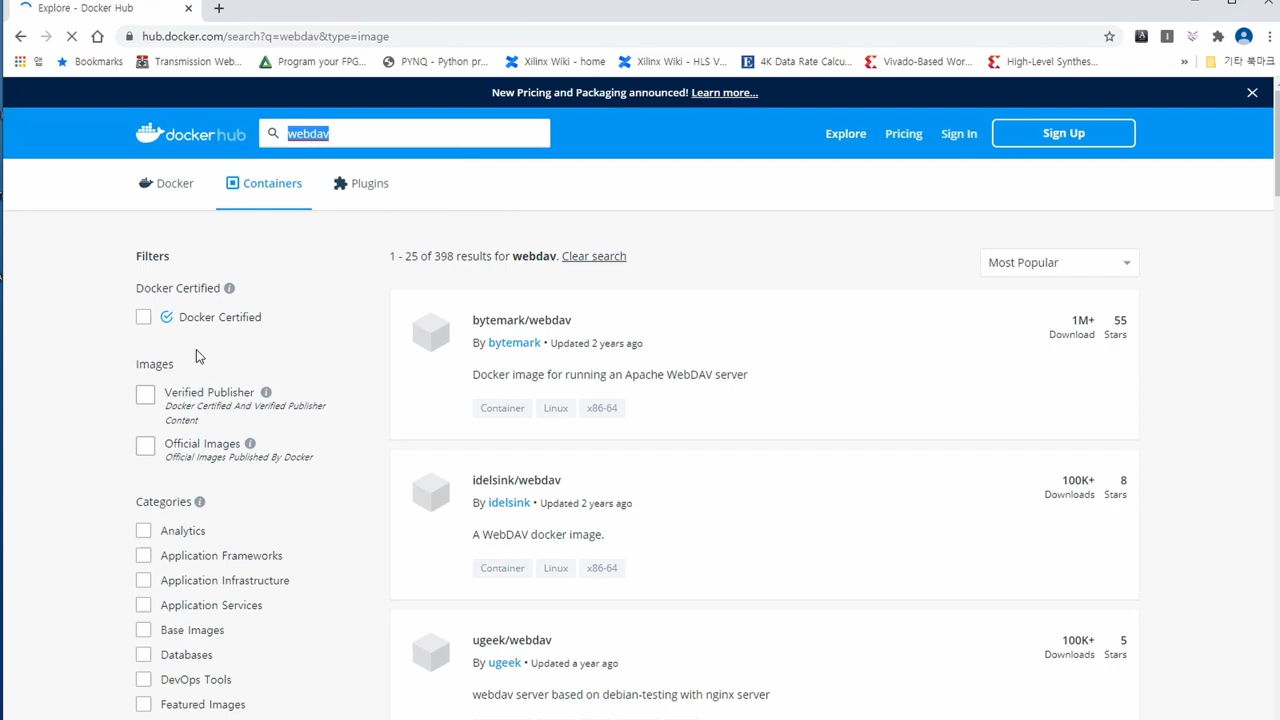 Explore - Docker Hub
hub.docker.com/search?q=webdav&type=image
앱 Bookmarks Transmission Web... Program your FPG... PYNQ - Python pr... Xilinx Wiki - home Xilinx Wiki - HLS V... 4K Data Rate Calcu... Vivado-Based Wor... High-Level Synthes... » 기타 북마크
New Pricing and Packaging announced! Learn more...
dockerhub webdav Explore Pricing Sign In Sign Up
Docker Containers Plugins
Filters
1 - 25 of 398 results for webdav. Clear search
Most Popular
Docker Certified
Docker Certified
Images
Verified Publisher
Docker Certified And Verified Publisher
Content
Official Images
Official Images Published By Docker
Categories
Analytics
Application Frameworks
Application Infrastructure
Application Services
Base Images
Databases
DevOps Tools
Featured Images
bytemark/webdav
1M+ 55
By bytemark • Updated 2 years ago
Download Stars
Docker image for running an Apache WebDAV server
Container Linux x86-64
idelsink/webdav
100K+ 8
By idelsink • Updated 2 years ago
Downloads Stars
A WebDAV docker image.
Container Linux x86-64
ugeek/webdav
100K+ 5
By ugeek • Updated a year ago
Downloads Stars
webdav server based on debian-testing with nginx server